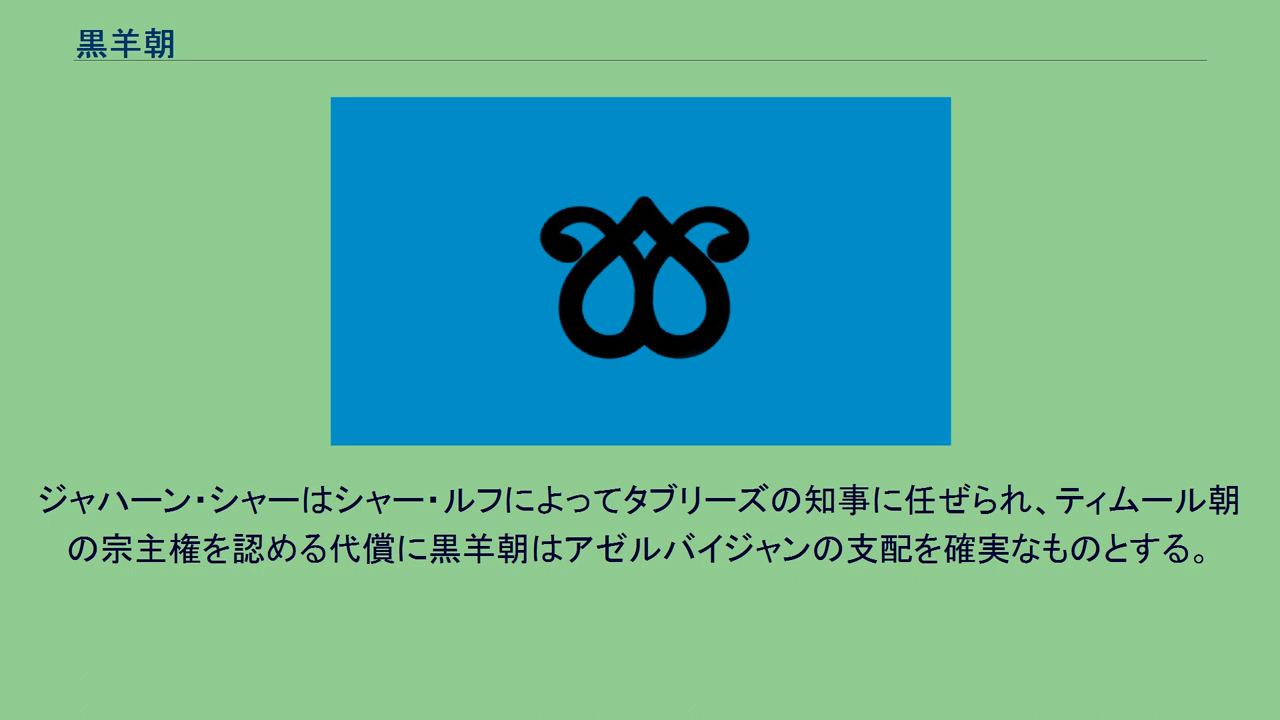 黒羊朝
ジャハーン・シャーはシャー・ルフによってタブリーズの知事に任ぜられ、ティムール朝
の宗主権を認める代償に黒羊朝はアゼルバイジャンの支配を確実なものとする。